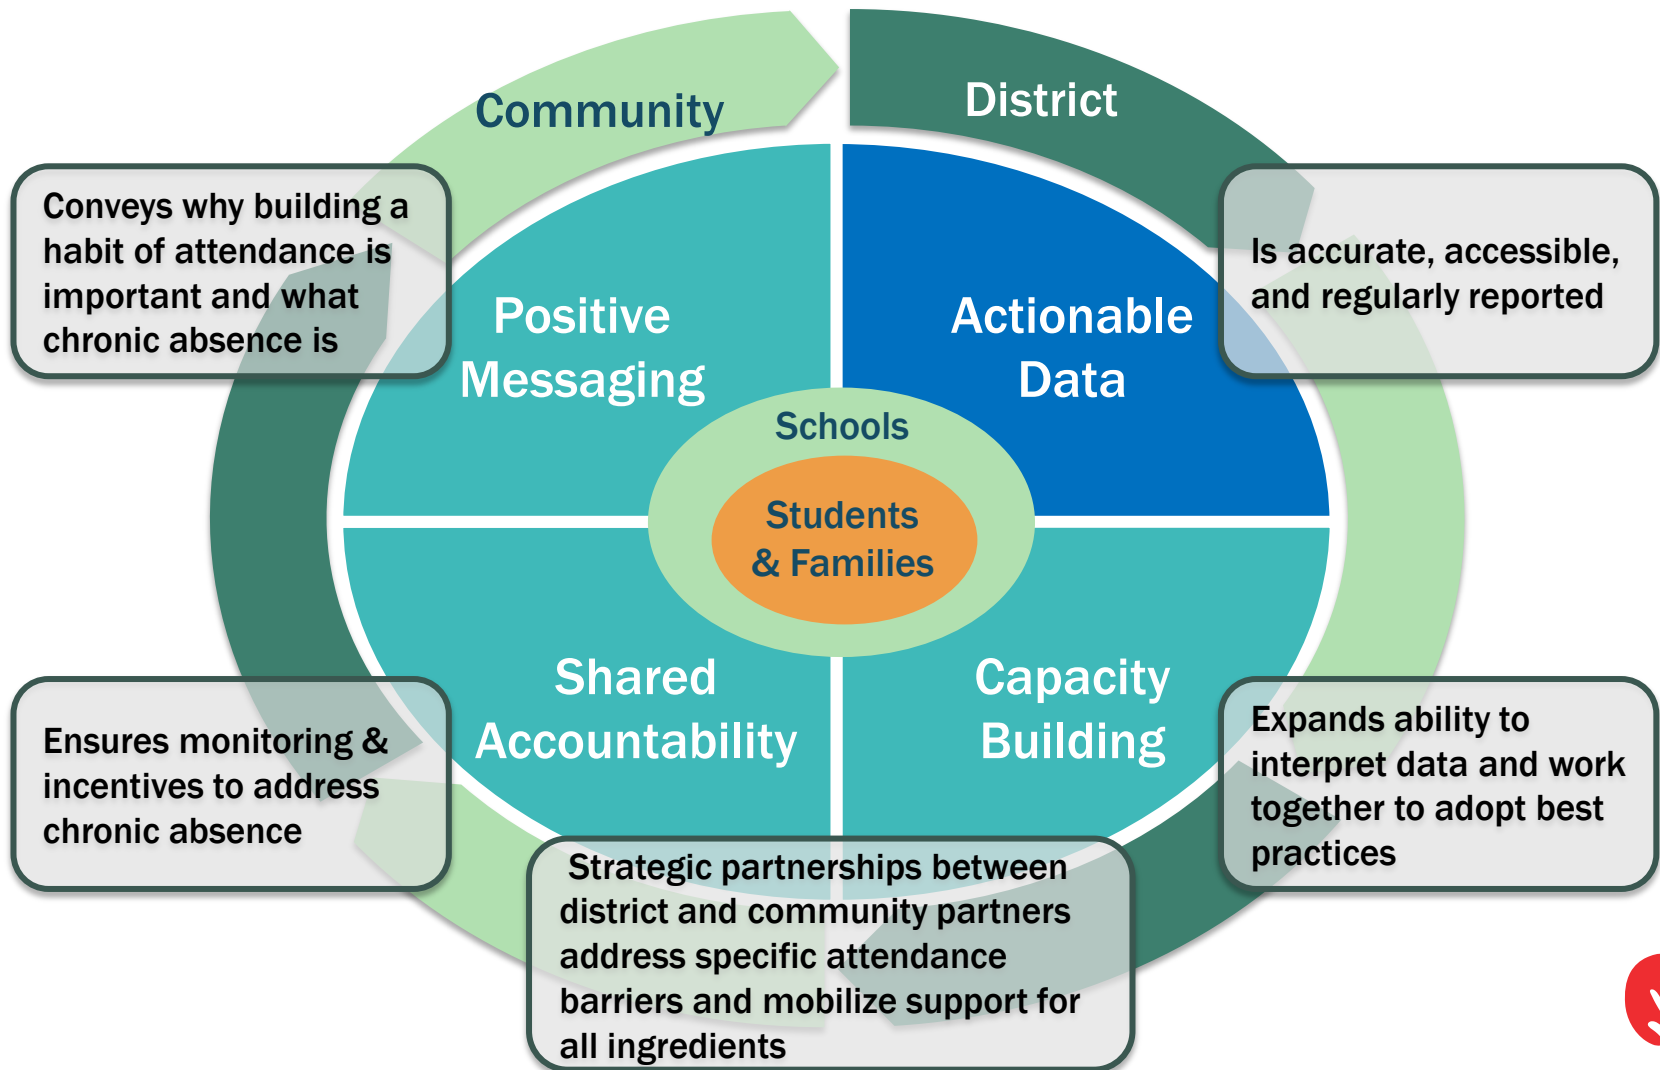 Community
District
Conveys why building a
habit of attendance is
important and what
chronic absence is
Is accurate, accessible,
and regularly reported
Positive
Messaging
Actionable
Data
Schools
Students
& Families
Shared
Accountability
Capacity
Building
Ensures monitoring &
incentives to address
chronic absence
Expands ability to
interpret data and work
together to adopt best
practices
Strategic partnerships between
district and community partners
address specific attendance
barriers and mobilize support for
all ingredients